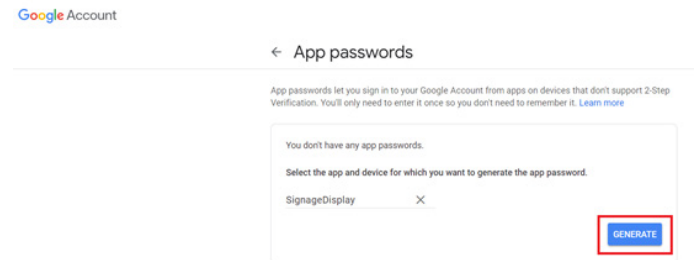 Google Account
← App passwords
App passwords let you sign in to your Google Account from apps on devices that don't support 2-Step
Verification. You'll only need to enter it once so you don't need to remember it. Learn more
You don't have any app passwords.
Select the app and device for which you want to generate the app password.
SignageDisplay
GENERATE